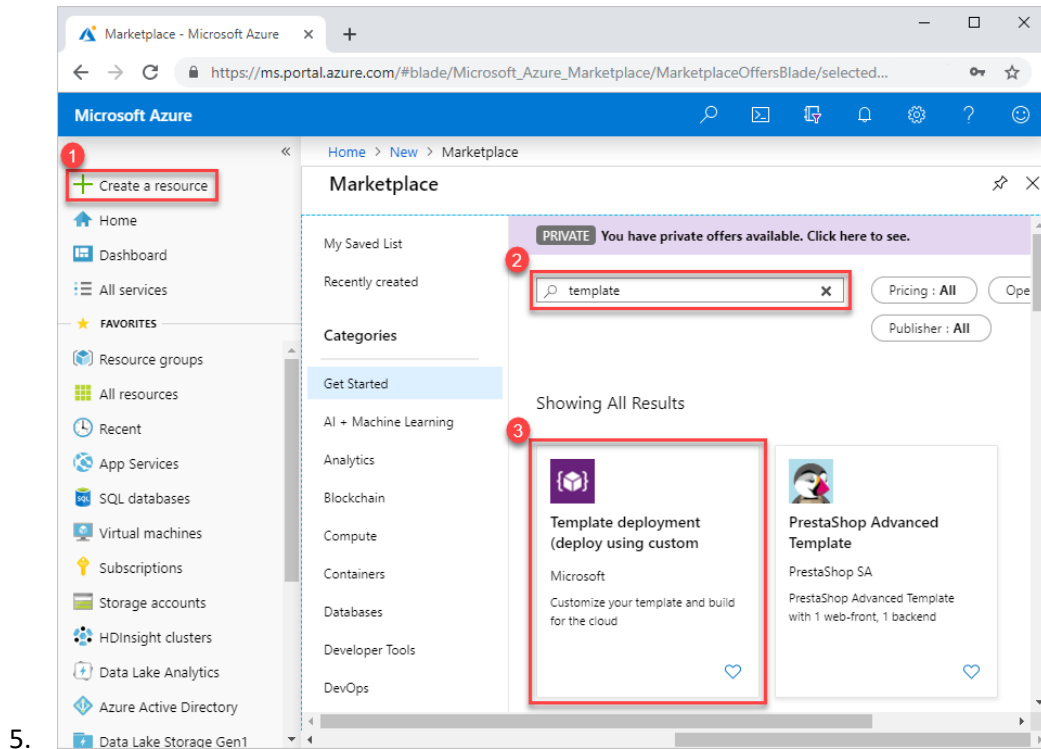 Marketplace - Microsoft Azure
https://ms.portal.azure.com/#blade/Microsoft_Azure_Marketplace/MarketplaceOffersBlade/selected...
Microsoft Azure
1
Create a resource
Home
Dashboard
All services
FAVORITES
Resource groups
All resources
Recent
App Services
SQL databases
Virtual machines
Subscriptions
Storage accounts
HDInsight clusters
Data Lake Analytics
Azure Active Directory
Data Lake Storage Gen1
Home > New > Marketplace
Marketplace
My Saved List
Recently created
Categories
Get Started
AI + Machine Learning
Analytics
Blockchain
Compute
Containers
Databases
Developer Tools
DevOps
PRIVATE You have private offers available. Click here to see.
2
template
Pricing : All
Ope
Publisher : All
Showing All Results
3
Template deployment
(deploy using custom
Microsoft
Customize your template and build
for the cloud
PrestaShop Advanced
Template
PrestaShop SA
PrestaShop Advanced Template
with 1 web-front, 1 backend
5.